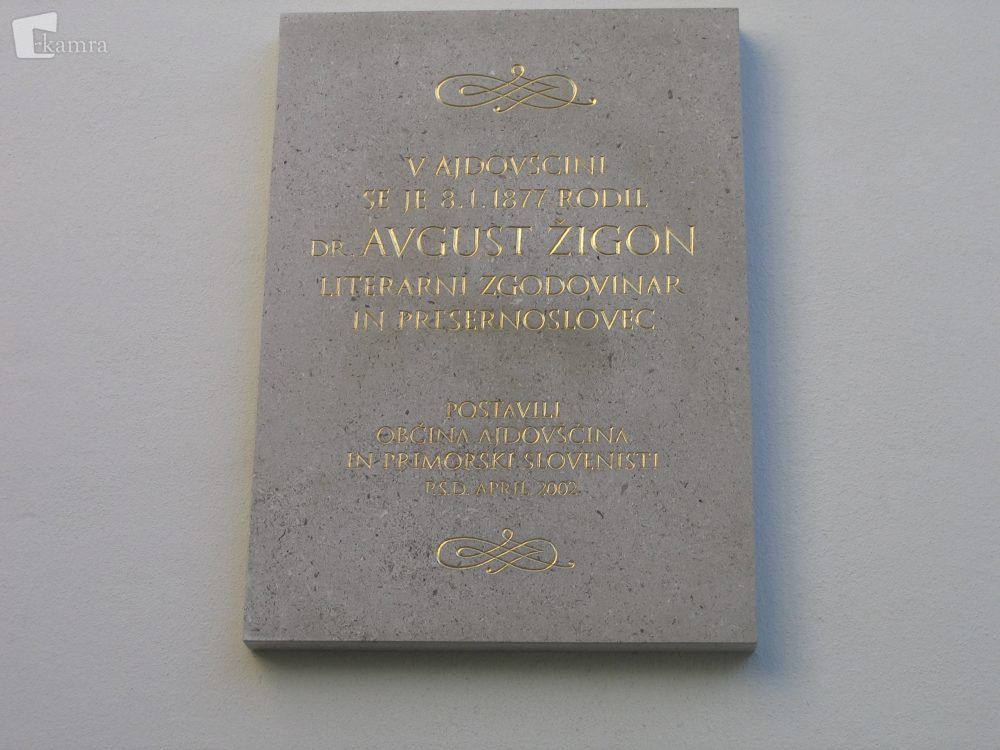 kamra
V AJDOVŠČINI
SE JE 8.1.1877 RODIL
DR. AVGUST ŽIGON
LITERARNI ZGODOVINAR
IN PREŠERNOSLOVEC
POSTAVILI
OBČINA AJDOVŠČINA
IN PRIMORSKI SLOVENISTI
P.S.D. APRIL 2002